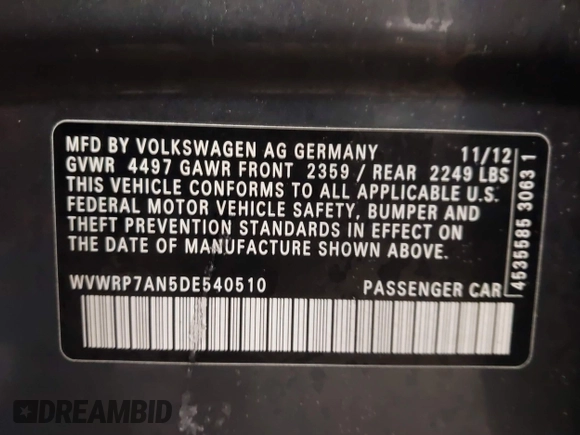 MFD BY VOLKSWAGEN AG GERMANY 11/12
GVWR 4497 GAWR FRONT 2359 / REAR 2249 LBS
THIS VEHICLE CONFORMS TO ALL APPLICABLE U.S.
FEDERAL MOTOR VEHICLE SAFETY, BUMPER AND
THEFT PREVENTION STANDARDS IN EFFECT ON
THE DATE OF MANUFACTURE SHOWN ABOVE.
WVWRP7AN5DE540510 PASSENGER CAR
4535585 3063 1
DREAMBID